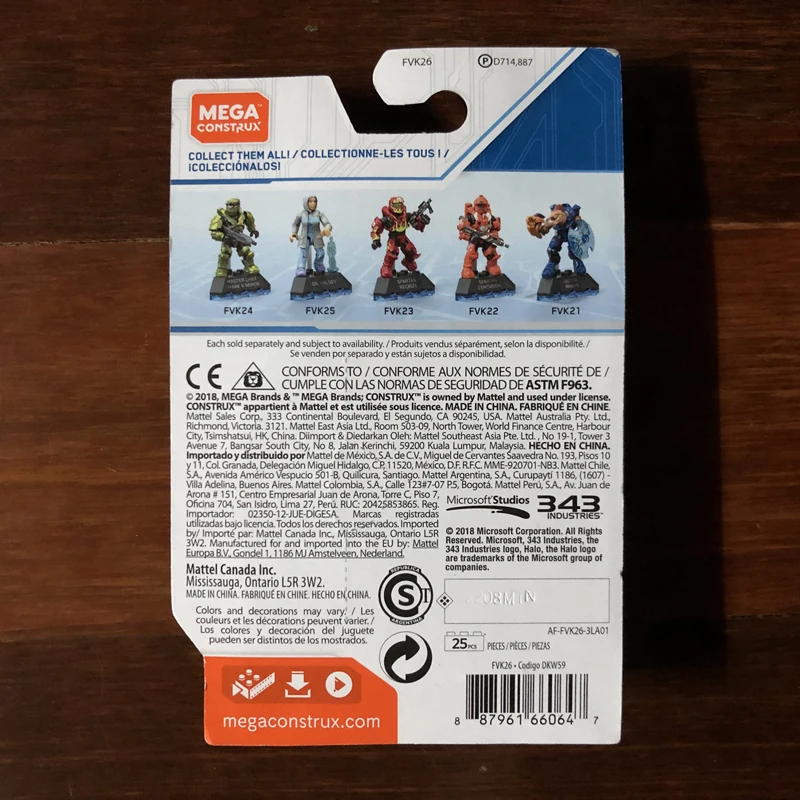 FVK26
Ⓟ D714,887
MEGA™
CONSTRUX
COLLECT THEM ALL! / COLLECTIONNE-LES TOUS ! /
¡COLECCIÓNALOS!
FVK24
FVK25
FVK23
FVK22
FVK21
Each sold separately and subject to availability. / Produits vendus séparément, selon la disponibilité. /
Se venden por separado y están sujetos a disponibilidad.
CE
CONFORMS TO / CONFORME AUX NORMES DE SÉCURITÉ DE /
CUMPLE CON LAS NORMAS DE SEGURIDAD DE ASTM F963.
© 2018, MEGA Brands & ™ MEGA Brands; CONSTRUX™ is owned by Mattel and used under license.
CONSTRUX™ appartient à Mattel et est utilisée sous licence. MADE IN CHINA. FABRIQUÉ EN CHINE.
Mattel Sales Corp., 333 Continental Boulevard, El Segundo, CA 90245, USA. Mattel Australia Pty. Ltd.,
Richmond, Victoria. 3121. Mattel East Asia Ltd., Room 503-09, North Tower, World Finance Centre, Harbour
City, Tsimshatsui, HK, China. Diimport & Diedarkan Oleh: Mattel Southeast Asia Pte. Ltd. , No 19-1, Tower 3
Avenue 7, Bangsar South City, No 8, Jalan Kerinchi, 59200 Kuala Lumpur, Malaysia. HECHO EN CHINA.
Importado y distribuido por Mattel de México, S.A. de C.V., Miguel de Cervantes Saavedra No. 193, Pisos 10
y 11, Col. Granada, Delegación Miguel Hidalgo, C.P. 11520, México, D.F. R.F.C. MME-920701-NB3. Mattel Chile,
S.A., Avenida Américo Vespucio 501-B, Quilicura, Santiago. Mattel Argentina, S.A., Curupaytí 1186, (1607) -
Villa Adelina, Buenos Aires. Mattel Colombia, S.A., Calle 123#7-07 P.5, Bogotá. Mattel Perú, S.A., Av. Juan de
Arona # 151, Centro Empresarial Juan de Arona, Torre C, Piso 7,
Oficina 704, San Isidro, Lima 27, Perú. RUC: 20425853865. Reg.
Importador: 02350-12-JUE-DIGESA. Marcas registradas
utilizadas bajo licencia. Todos los derechos reservados. Imported
by/ Importé par: Mattel Canada Inc., Mississauga, Ontario L5R
3W2. Manufactured for and imported into the EU by: Mattel
Europa B.V., Gondel 1, 1186 MJ Amstelveen, Nederland.
Microsoft Studios
343
INDUSTRIES™
© 2018 Microsoft Corporation. All Rights
Reserved. Microsoft, 343 Industries, the
343 Industries logo, Halo, the Halo logo
are trademarks of the Microsoft group of
companies.
Mattel Canada Inc.
Mississauga, Ontario L5R 3W2.
MADE IN CHINA. FABRIQUÉ EN CHINE. HECHO EN CHINA.
Colors and decorations may vary. / Les
couleurs et les décorations peuvent varier. /
Los colores y decoración del juguete
pueden ser distintos de los mostrados.
REPUBLICA
S T
ARGENTINA
AF-FVK26-3LA01
25 PCS
PIECES / PIÈCES / PIEZAS
FVK26 • Codigo DKW59
8 87961 66064 7
megaconstrux.com